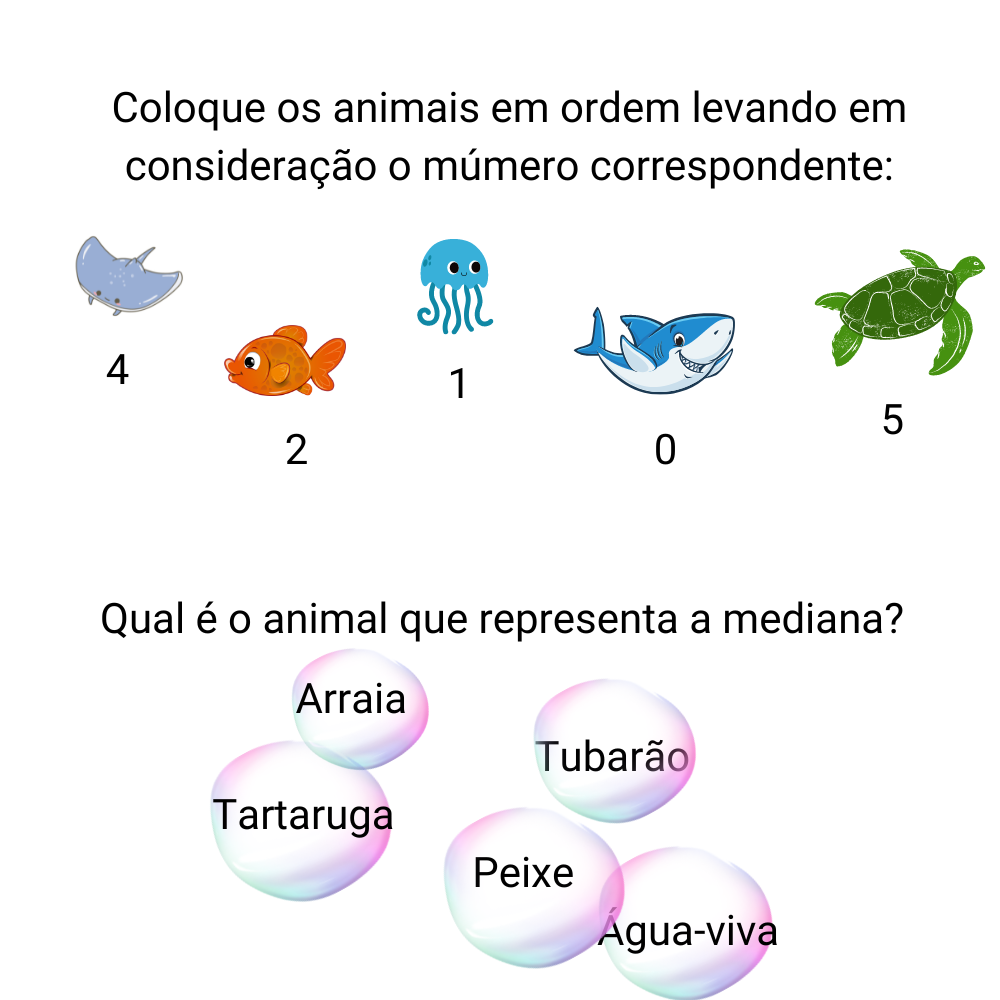 Coloque os animais em ordem levando em
consideração o múmero correspondente:
4
2
1
0
5
Qual é o animal que representa a mediana?
Arraia
Tubarão
Tartaruga
Peixe
Água-viva